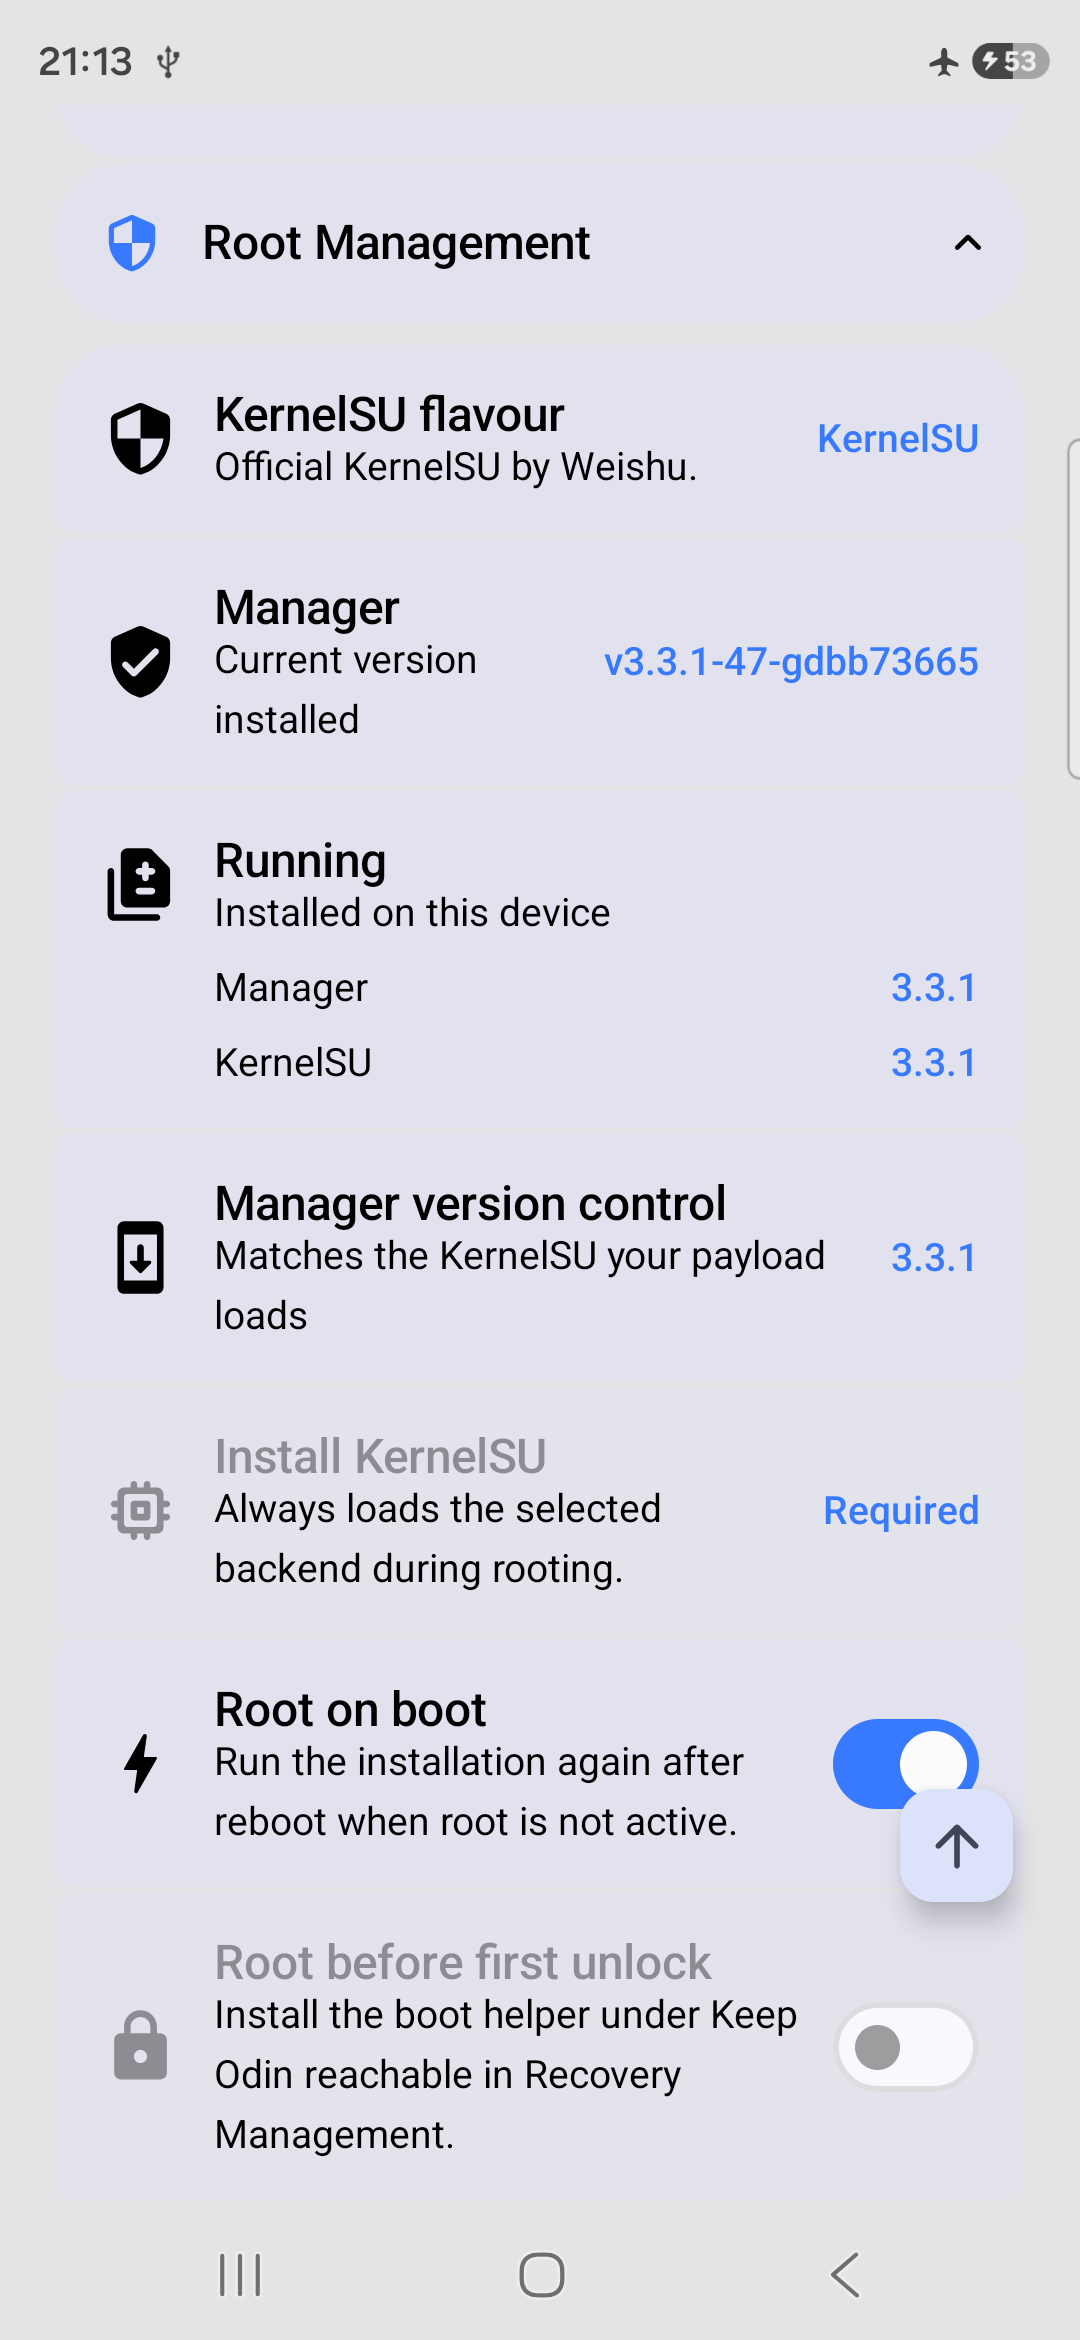 21:13
53
Root Management
KernelSU flavour
Official KernelSU by Weishu.
KernelSU
Manager
Current version
installed
v3.3.1-47-gdbb73665
Running
Installed on this device
Manager
3.3.1
KernelSU
3.3.1
Manager version control
Matches the KernelSU your payload
loads
3.3.1
Install KernelSU
Always loads the selected
backend during rooting.
Required
Root on boot
Run the installation again after
reboot when root is not active.
Root before first unlock
Install the boot helper under Keep
Odin reachable in Recovery
Management.